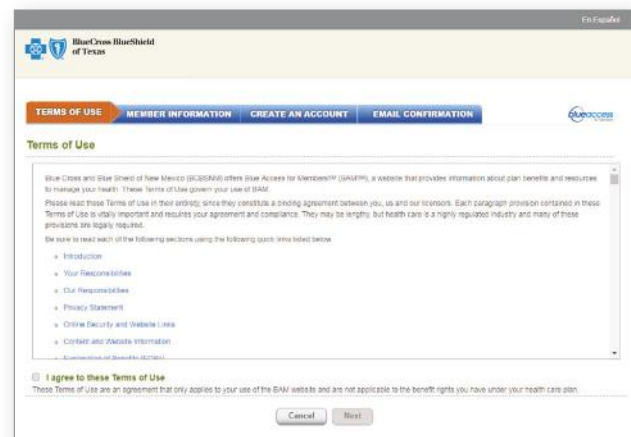 En Español
BlueCross BlueShield
of Texas
TERMS OF USE
MEMBER INFORMATION
CREATE AN ACCOUNT
EMAIL CONFIRMATION
blueaccess
Terms of Use
Blue Cross and Blue Shield of New Mexico (BCBSNM) offers Blue Access for Members℠ (BAM℠), a website that provides information about plan benefits and resources
to manage your health. These Terms of Use govern your use of BAM.
Please read these Terms of Use in their entirety, since they constitute a binding agreement between you, us and our licensors. Each paragraph provision contained in these
Terms of Use is vitally important and requires your agreement and compliance. They may be lengthy, but health care is a highly regulated industry and many of these
provisions are legally required.
Be sure to read each of the following sections using the following quick links listed below.
Introduction
Your Responsibilities
Our Responsibilities
Privacy Statement
Online Security and Website Links
Content and Website Information
Explanation of Benefits (EOBs)
I agree to these Terms of Use
These Terms of Use are an agreement that only applies to your use of the BAM website and are not applicable to the benefit rights you have under your health care plan.
Cancel
Next